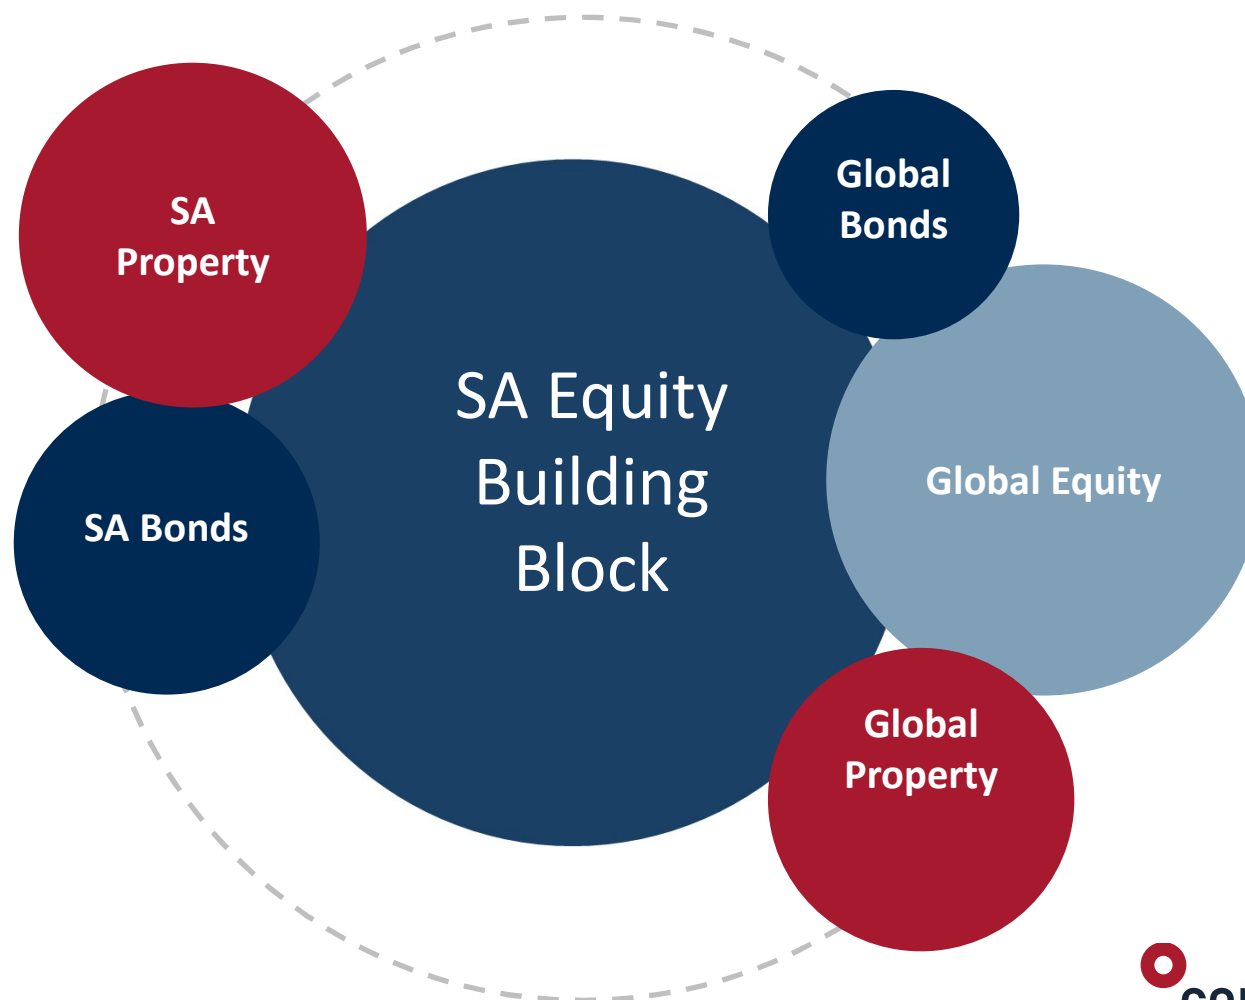 SA
Property
Global
Bonds
SA Equity
Building
Block
Global Equity
SA Bonds
Global
Property